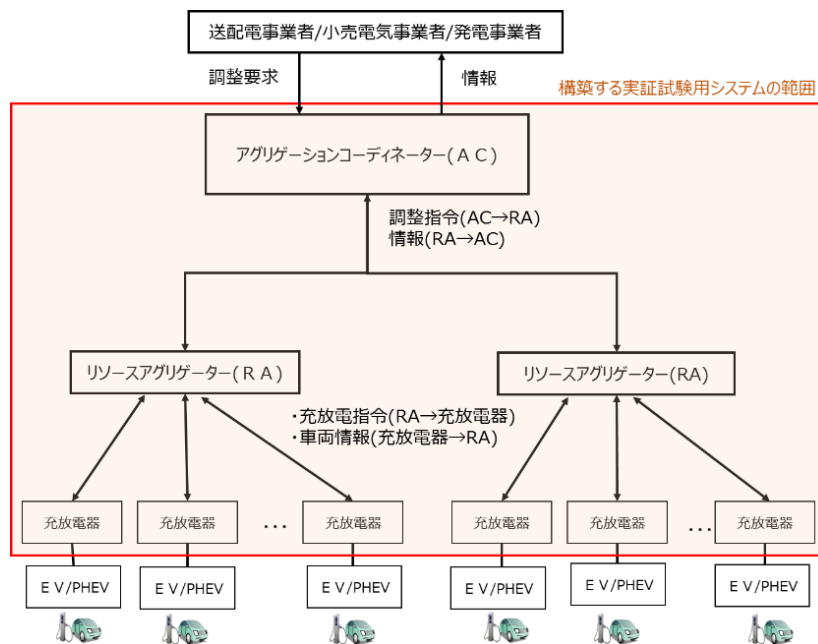 送配電事業者/小売電気事業者/発電事業者
調整要求
情報
構築する実証試験用システムの範囲
アグリゲーションコーディネーター(ＡＣ)
調整指令(AC→RA)
情報(RA→AC)
リソースアグリゲーター(ＲＡ)
リソースアグリゲーター(RA)
・充放電指令(RA→充放電器)
・車両情報(充放電器→RA)
充放電器
充放電器
…
充放電器
充放電器
充放電器
…
充放電器
ＥＶ/PHEV
ＥＶ/PHEV
ＥＶ/PHEV
ＥＶ/PHEV
ＥＶ/PHEV
ＥＶ/PHEV